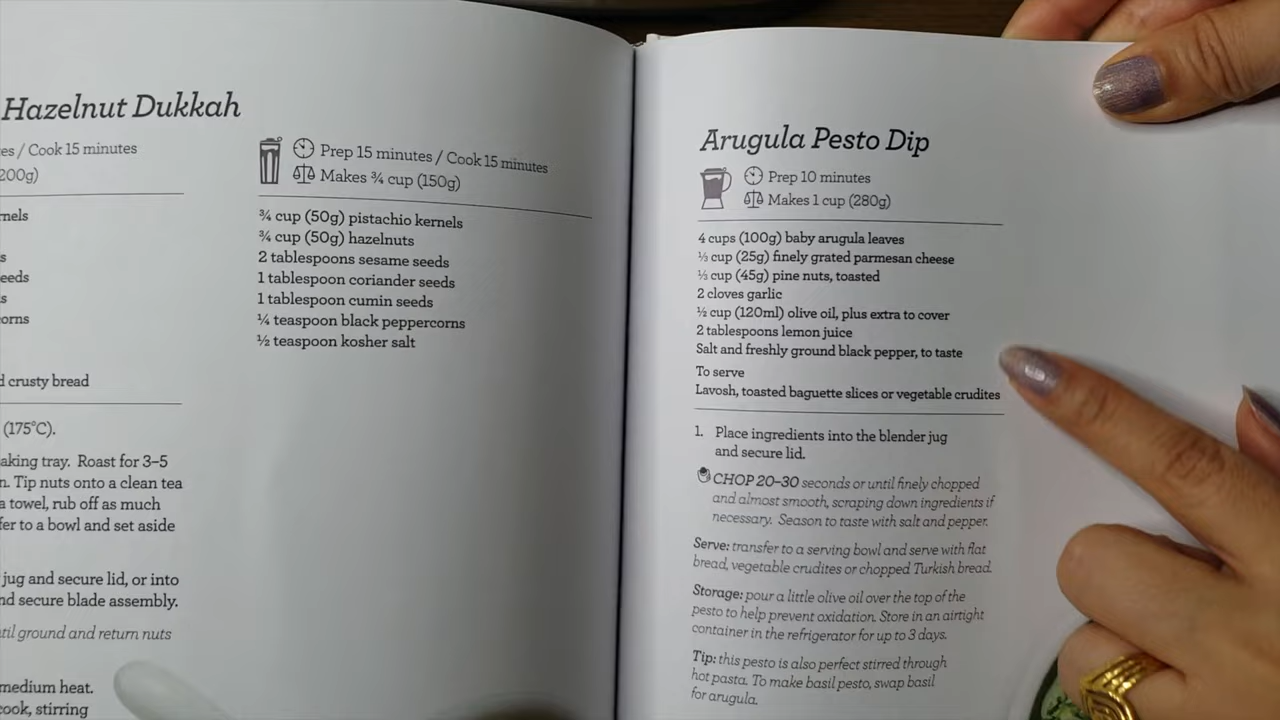 Hazelnut Dukkah
es / Cook 15 minutes
200g)
nels
s
eeds
s
orns
d crusty bread
(175°C).
aking tray. Roast for 3–5
n. Tip nuts onto a clean tea
a towel, rub off as much
fer to a bowl and set aside
jug and secure lid, or into
nd secure blade assembly.
til ground and return nuts
medium heat.
cook, stirring
Prep 15 minutes / Cook 15 minutes
Makes ¾ cup (150g)
¾ cup (50g) pistachio kernels
¾ cup (50g) hazelnuts
2 tablespoons sesame seeds
1 tablespoon coriander seeds
1 tablespoon cumin seeds
¼ teaspoon black peppercorns
½ teaspoon kosher salt
Arugula Pesto Dip
Prep 10 minutes
Makes 1 cup (280g)
4 cups (100g) baby arugula leaves
⅓ cup (25g) finely grated parmesan cheese
⅓ cup (45g) pine nuts, toasted
2 cloves garlic
½ cup (120ml) olive oil, plus extra to cover
2 tablespoons lemon juice
Salt and freshly ground black pepper, to taste
To serve
Lavosh, toasted baguette slices or vegetable crudites
1. Place ingredients into the blender jug
and secure lid.
CHOP 20–30 seconds or until finely chopped
and almost smooth, scraping down ingredients if
necessary. Season to taste with salt and pepper.
Serve: transfer to a serving bowl and serve with flat
bread, vegetable crudites or chopped Turkish bread.
Storage: pour a little olive oil over the top of the
pesto to help prevent oxidation. Store in an airtight
container in the refrigerator for up to 3 days.
Tip: this pesto is also perfect stirred through
hot pasta. To make basil pesto, swap basil
for arugula.